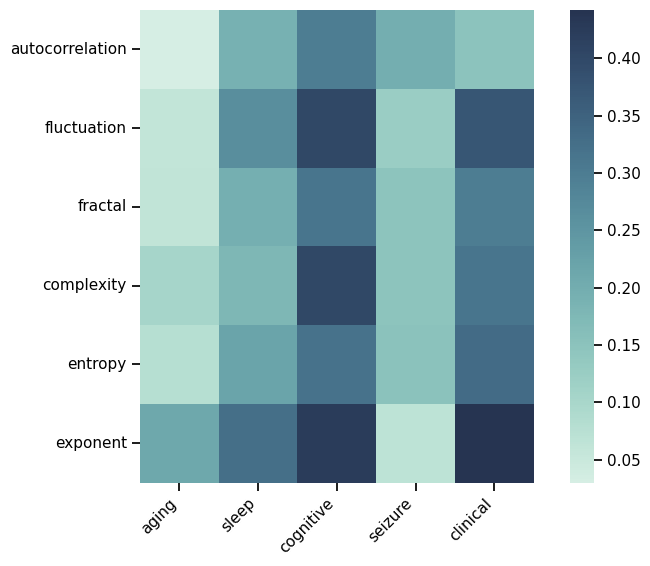 autocorrelation
fluctuation
fractal
complexity
entropy
exponent
aging
sleep
cognitive
seizure
clinical
0.40
0.35
0.30
0.25
0.20
0.15
0.10
0.05